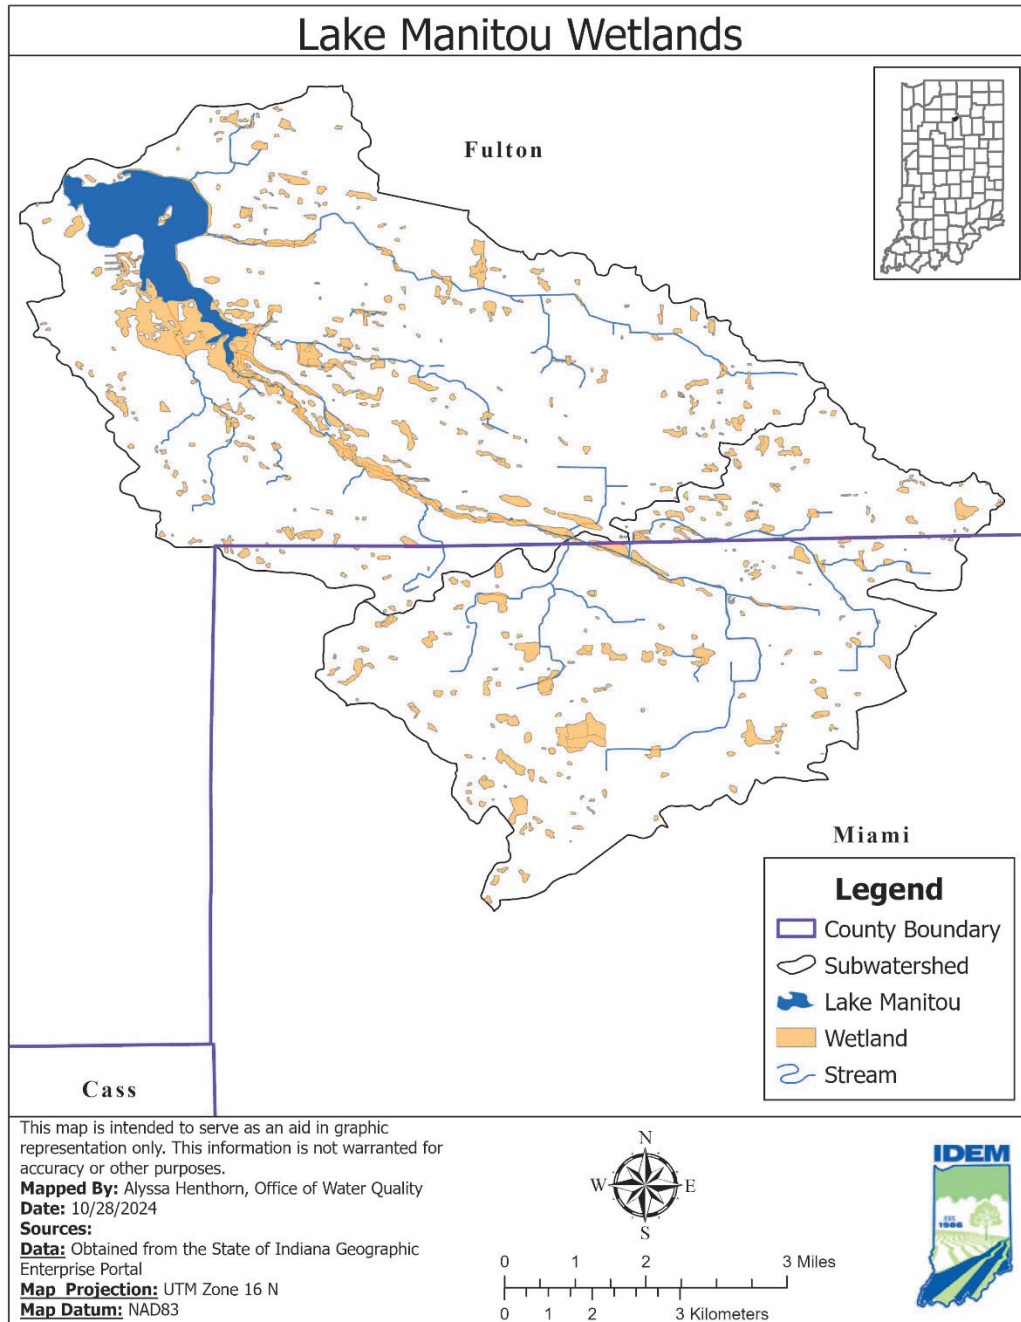 Lake Manitou Wetlands
Fulton
Miami
Cass
Legend
County Boundary
Subwatershed
Lake Manitou
Wetland
Stream
This map is intended to serve as an aid in graphic
representation only. This information is not warranted for
accuracy or other purposes.
Mapped By: Alyssa Henthorn, Office of Water Quality
Date: 10/28/2024
Sources:
Data: Obtained from the State of Indiana Geographic
Enterprise Portal
Map Projection: UTM Zone 16 N
Map Datum: NAD83
N
W E
S
0 1 2 3 Miles
0 1 2 3 Kilometers
IDEM
EST.
1986